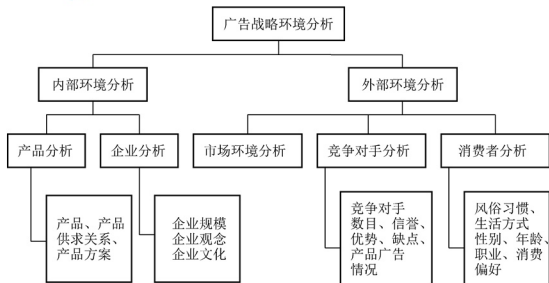 广告战略环境分析
内部环境分析
外部环境分析
产品分析
企业分析
市场环境分析
竞争对手分析
消费者分析
产品、产品
供求关系、
产品方案
企业规模
企业观念
企业文化
竞争对手
数目、信誉、
优势、缺点、
产品广告
情况
风俗习惯、
生活方式
性别、年龄、
职业、消费
偏好